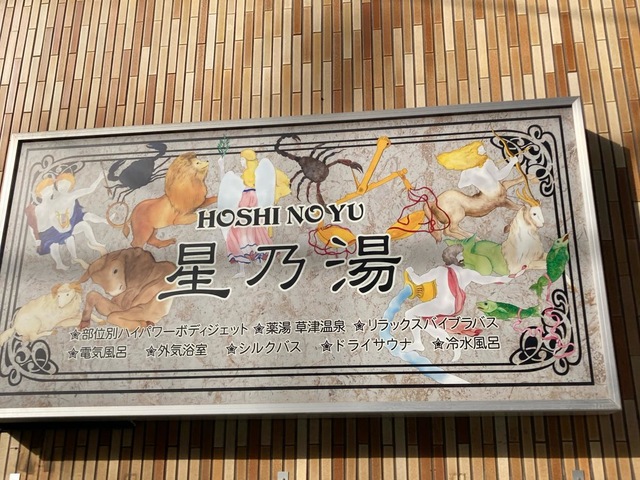 HOSHI NO YU
星乃湯
★部位別ハイパワーボディジェット ★薬湯 草津温泉 ★リラックスバイブラバス
★電気風呂 ★外気浴室 ★シルクバス ★ドライサウナ ★冷水風呂